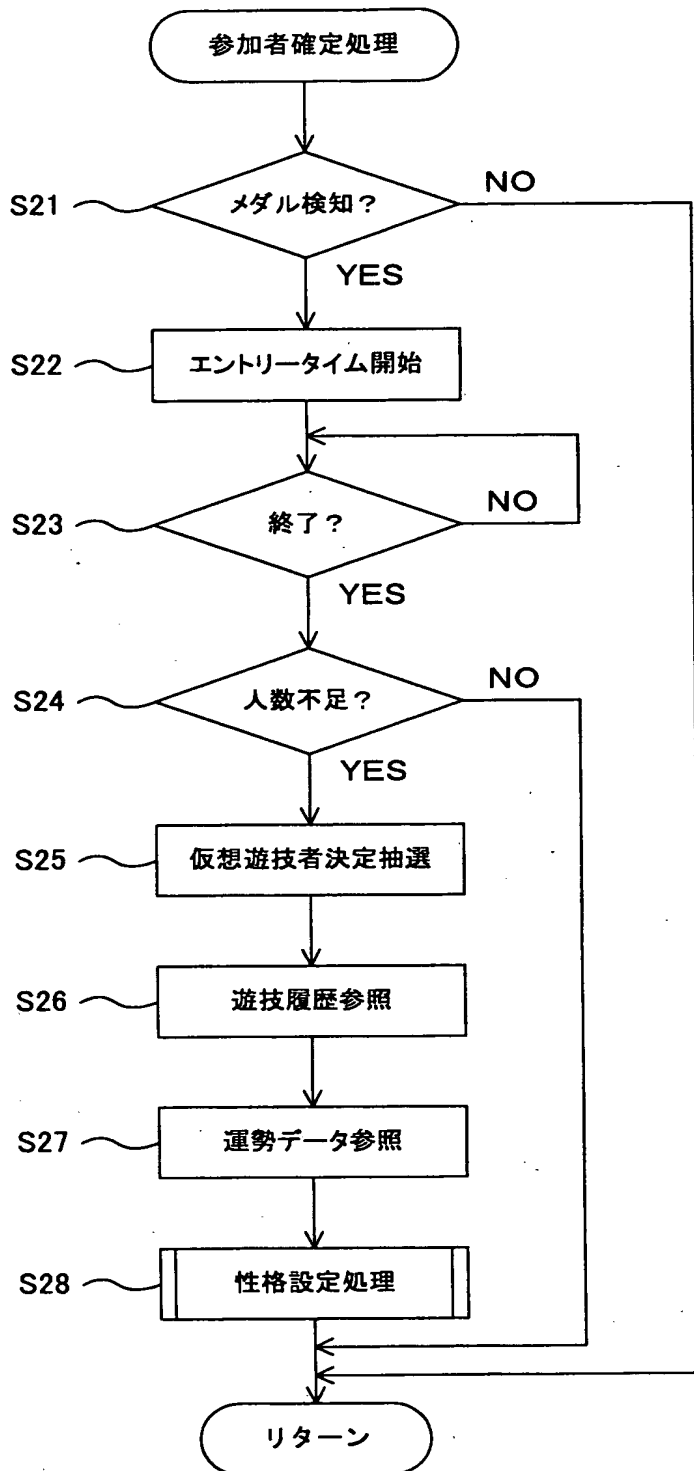 参加者確定処理
S21
メダル検知?
NO
YES
S22
エントリータイム開始
S23
終了?
NO
YES
S24
人数不足?
NO
YES
S25
仮想遊技者決定抽選
S26
遊技履歴参照
S27
運勢データ参照
S28
性格設定処理
リターン